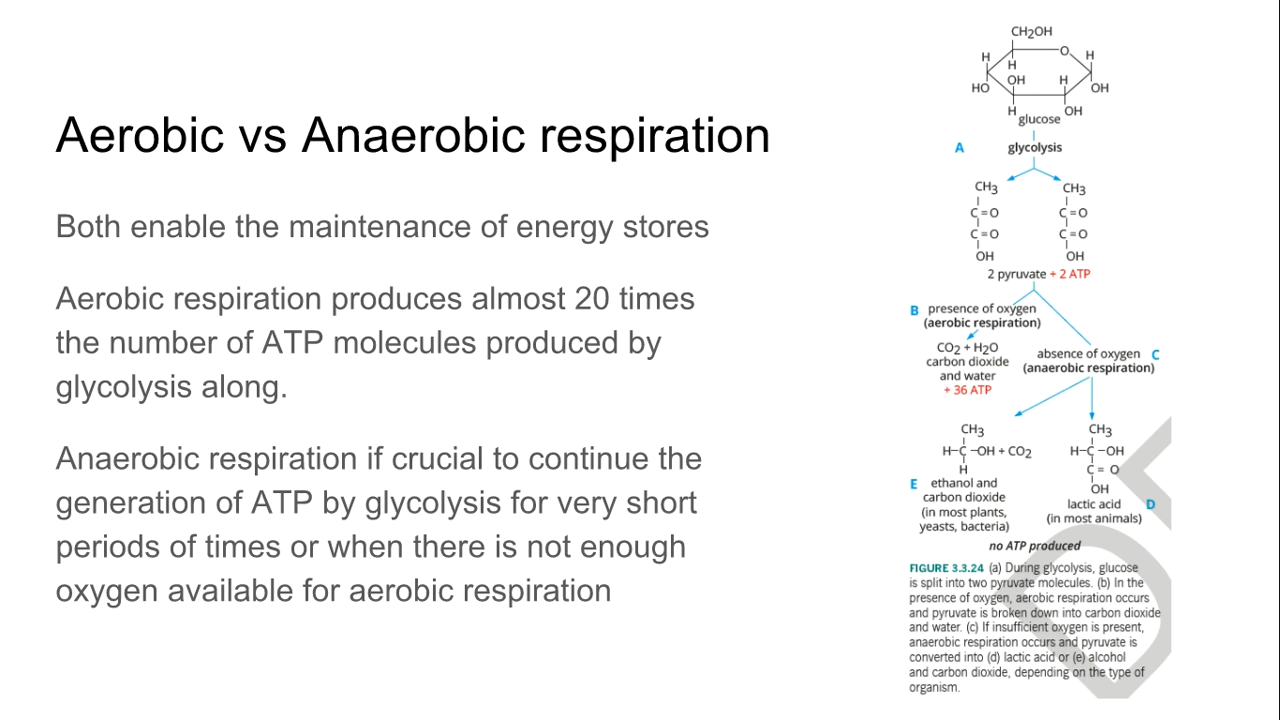 Aerobic vs Anaerobic respiration
Both enable the maintenance of energy stores
Aerobic respiration produces almost 20 times
the number of ATP molecules produced by
glycolysis along.
Anaerobic respiration if crucial to continue the
generation of ATP by glycolysis for very short
periods of times or when there is not enough
oxygen available for aerobic respiration
CH2OH
H O H
H
HO OH H OH
H OH
glucose
A glycolysis
CH3 CH3
C=O C=O
C=O C=O
OH OH
2 pyruvate + 2 ATP
B presence of oxygen
(aerobic respiration)
CO2 + H2O
carbon dioxide
and water
+ 36 ATP
absence of oxygen C
(anaerobic respiration)
CH3
H-C-OH + CO2
H
E ethanol and
carbon dioxide
(in most plants,
yeasts, bacteria)
CH3
H-C-OH
C=O
OH
lactic acid D
(in most animals)
no ATP produced
FIGURE 3.3.24 (a) During glycolysis, glucose
is split into two pyruvate molecules. (b) In the
presence of oxygen, aerobic respiration occurs
and pyruvate is broken down into carbon dioxide
and water. (c) If insufficient oxygen is present,
anaerobic respiration occurs and pyruvate is
converted into (d) lactic acid or (e) alcohol
and carbon dioxide, depending on the type of
organism.